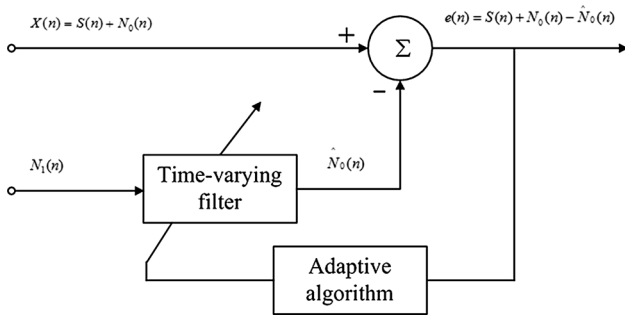 X(n) = S(n) + N₀(n)
e(n) = S(n) + N₀(n) − N̂₀(n)
+
Σ
−
N₁(n)
N̂₀(n)
Time-varying
filter
Adaptive
algorithm